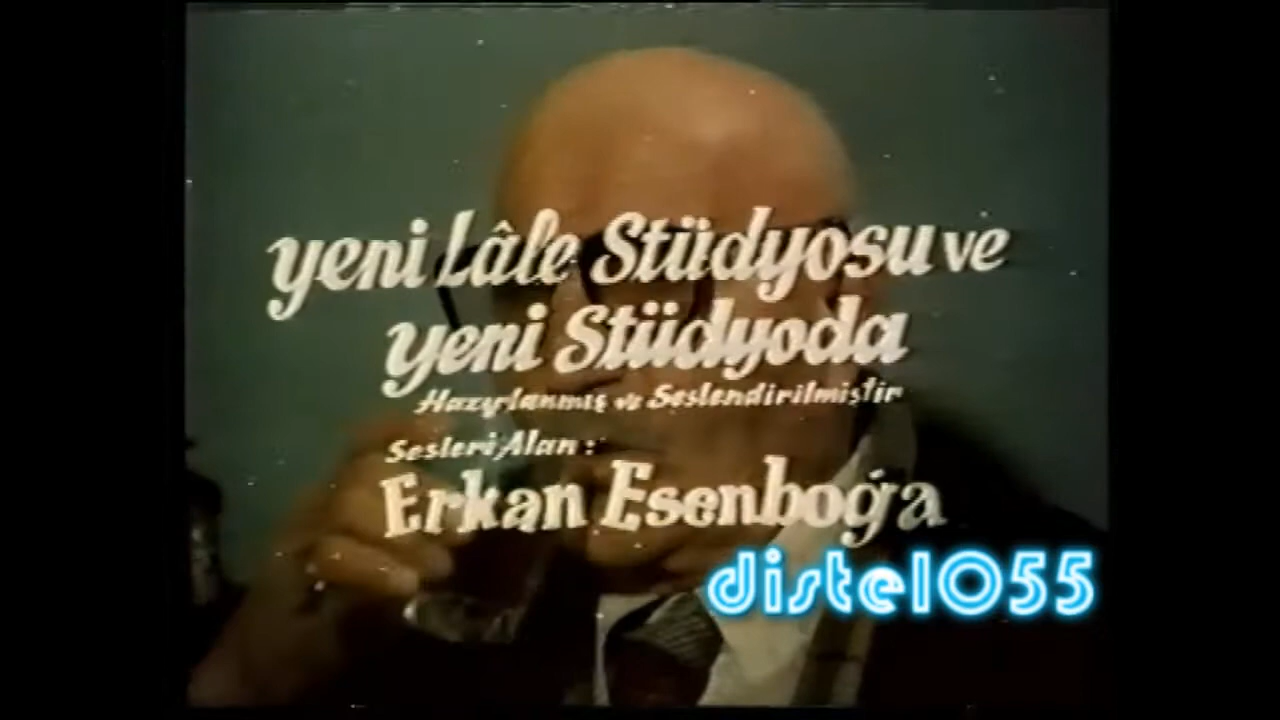 yeni Lâle Stüdyosu ve
yeni Stüdyoda
Hazırlanmış ve Seslendirilmiştir
Sesleri Alan :
Erkan Esenboğa
distel055